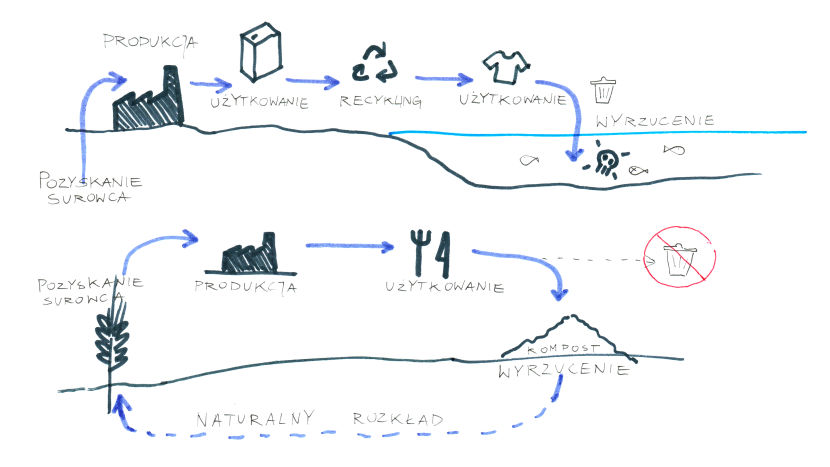 PRODUKCJA
UŻYTKOWANIE
RECYKLING
UŻYTKOWANIE
WYRZUCENIE
POZYSKANIE
SUROWCA
POZYSKANIE
SUROWCA
PRODUKCJA
UŻYTKOWANIE
KOMPOST
WYRZUCENIE
NATURALNY ROZKŁAD